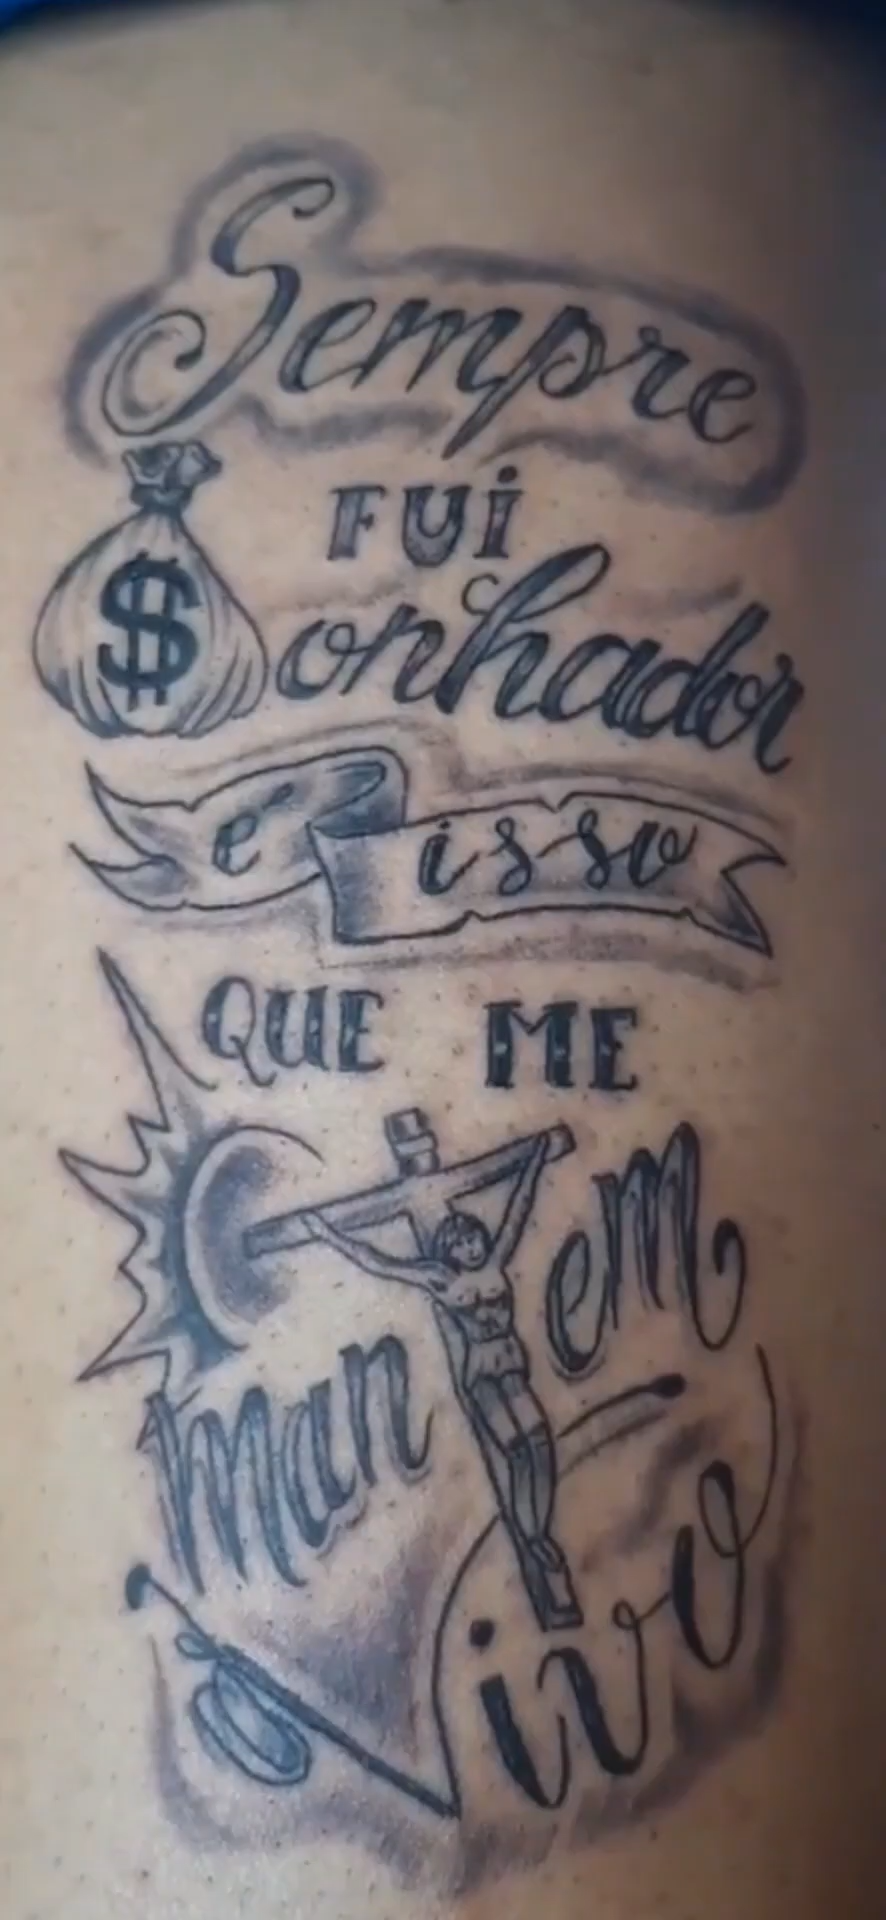 Sempre
FUi
$onhador
é isso
QUE ME
manTem
Vivo